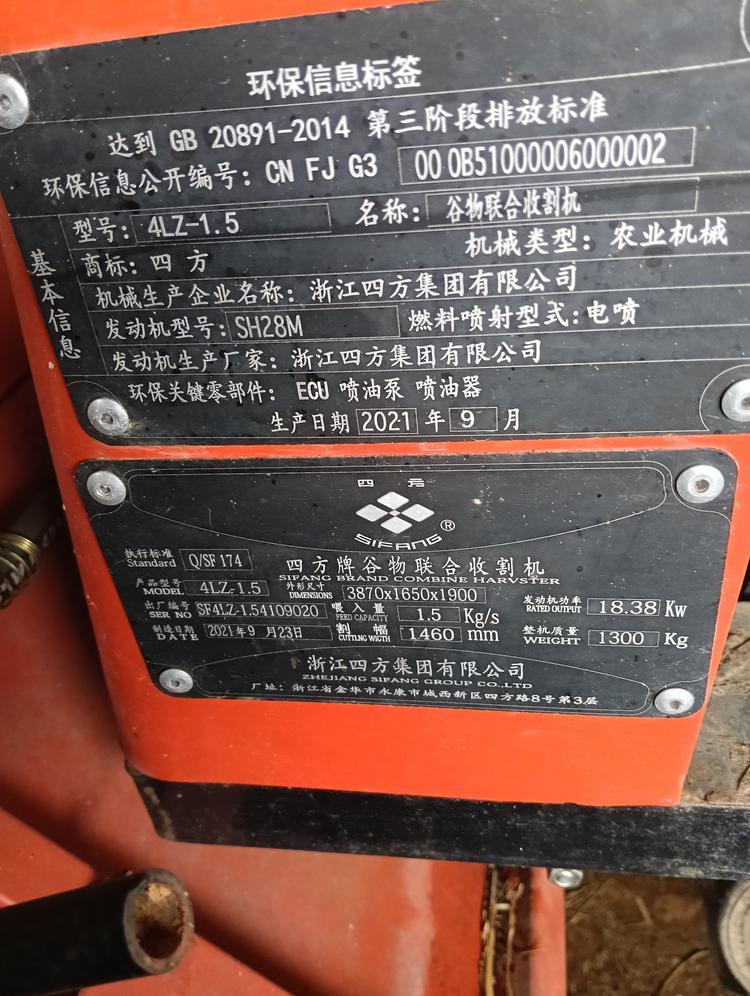 环保信息标签
达到 GB 20891-2014 第三阶段排放标准
环保信息公开编号: CN FJ G3 00 0B51000006000002
基本信息
型号: 4LZ-1.5 名称: 谷物联合收割机
商标: 四方 机械类型: 农业机械
机械生产企业名称: 浙江四方集团有限公司
发动机型号: SH28M 燃料喷射型式: 电喷
发动机生产厂家: 浙江四方集团有限公司
环保关键零部件: ECU 喷油泵 喷油器
生产日期 2021 年 9 月
四方
SIFANG ®
四方牌谷物联合收割机
SIFANG BRAND COMBINE HARVSTER
执行标准 Standard Q/SF 174
产品型号 MODEL 4LZ-1.5 外形尺寸 DIMENSIONS 3870x1650x1900
出厂编号 SER NO SF4LZ-1.54109020 喂入量 FEED CAPACITY 1.5 Kg/s 发动机功率 RATED OUTPUT 18.38 Kw
制造日期 DATE 2021年9月23日 割幅 CUTLLNG WIGTH 1460 mm 整机质量 WEIGHT 1300 Kg
浙江四方集团有限公司
ZHEJIANG SIFANG GROUP CO.,LTD
厂址: 浙江省金华市永康市城西新区四方路8号第3层